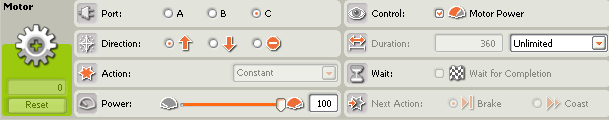 Motor
Port: A B C
Control: Motor Power
Direction:
Duration: 360 Unlimited
Action: Constant
Wait: Wait for Completion
0
Reset
Power: 100
Next Action: Brake Coast